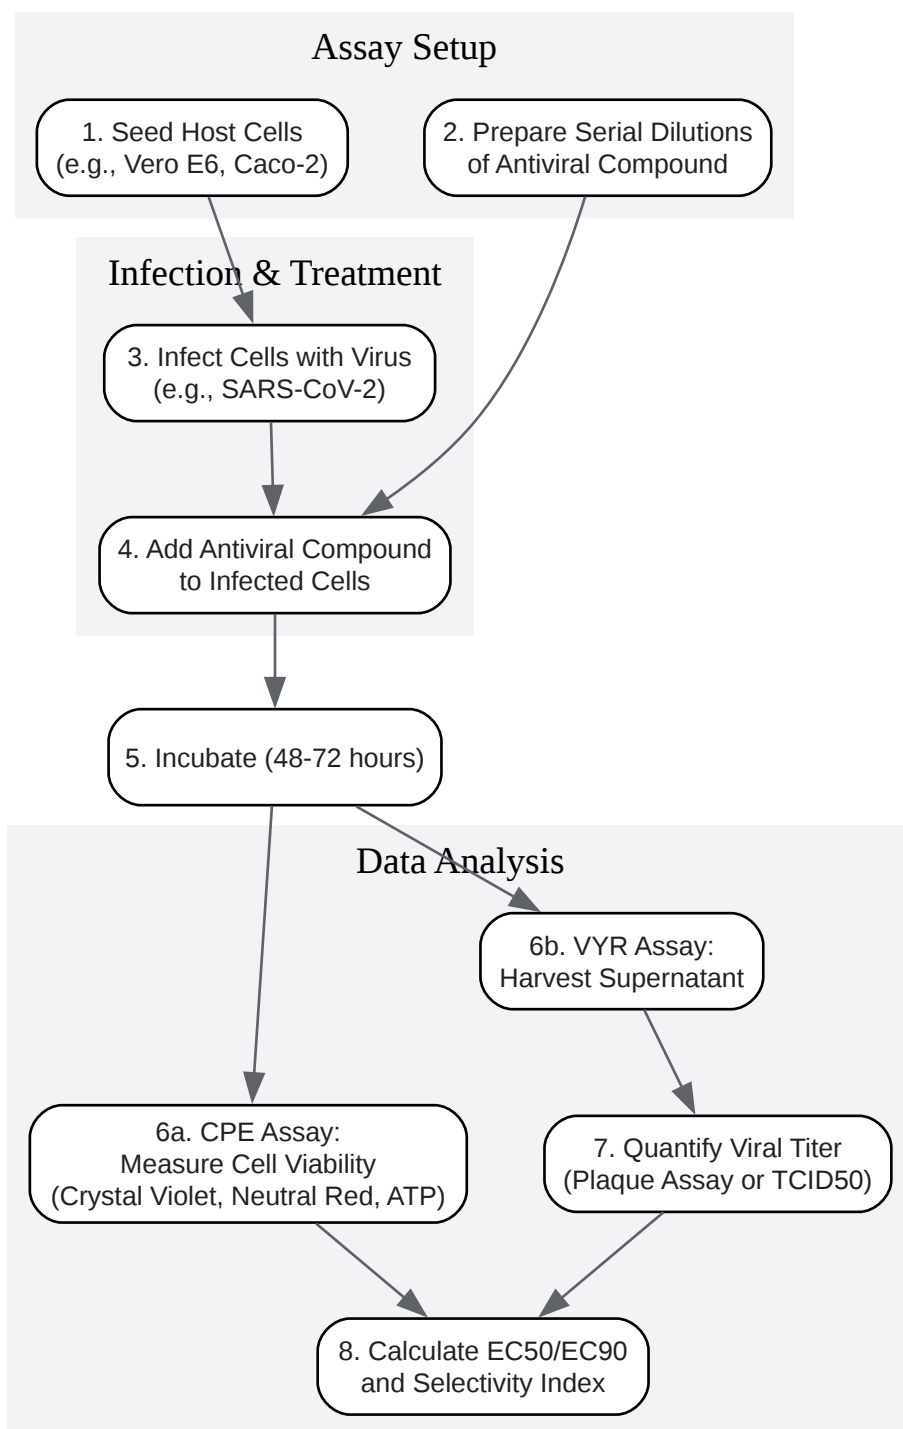 Assay Setup
1. Seed Host Cells
(e.g., Vero E6, Caco-2)
2. Prepare Serial Dilutions
of Antiviral Compound
Infection & Treatment
3. Infect Cells with Virus
(e.g., SARS-CoV-2)
4. Add Antiviral Compound
to Infected Cells
5. Incubate (48-72 hours)
Data Analysis
6b. VYR Assay:
Harvest Supernatant
6a. CPE Assay:
Measure Cell Viability
(Crystal Violet, Neutral Red, ATP)
7. Quantify Viral Titer
(Plaque Assay or TCID50)
8. Calculate EC50/EC90
and Selectivity Index